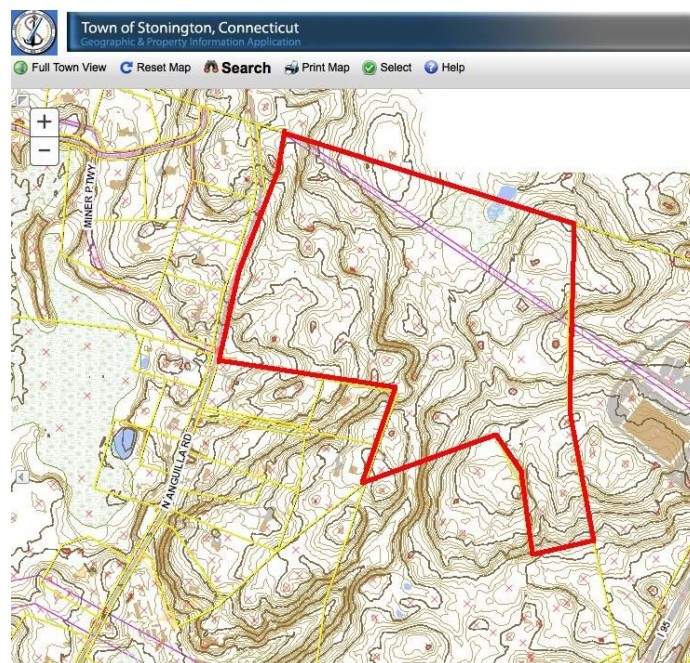 Town of Stonington, Connecticut
Geographic & Property Information Application
Full Town View Reset Map Search Print Map Select Help
+
−
MINER PTWY
N ANGUILLA RD
I 95